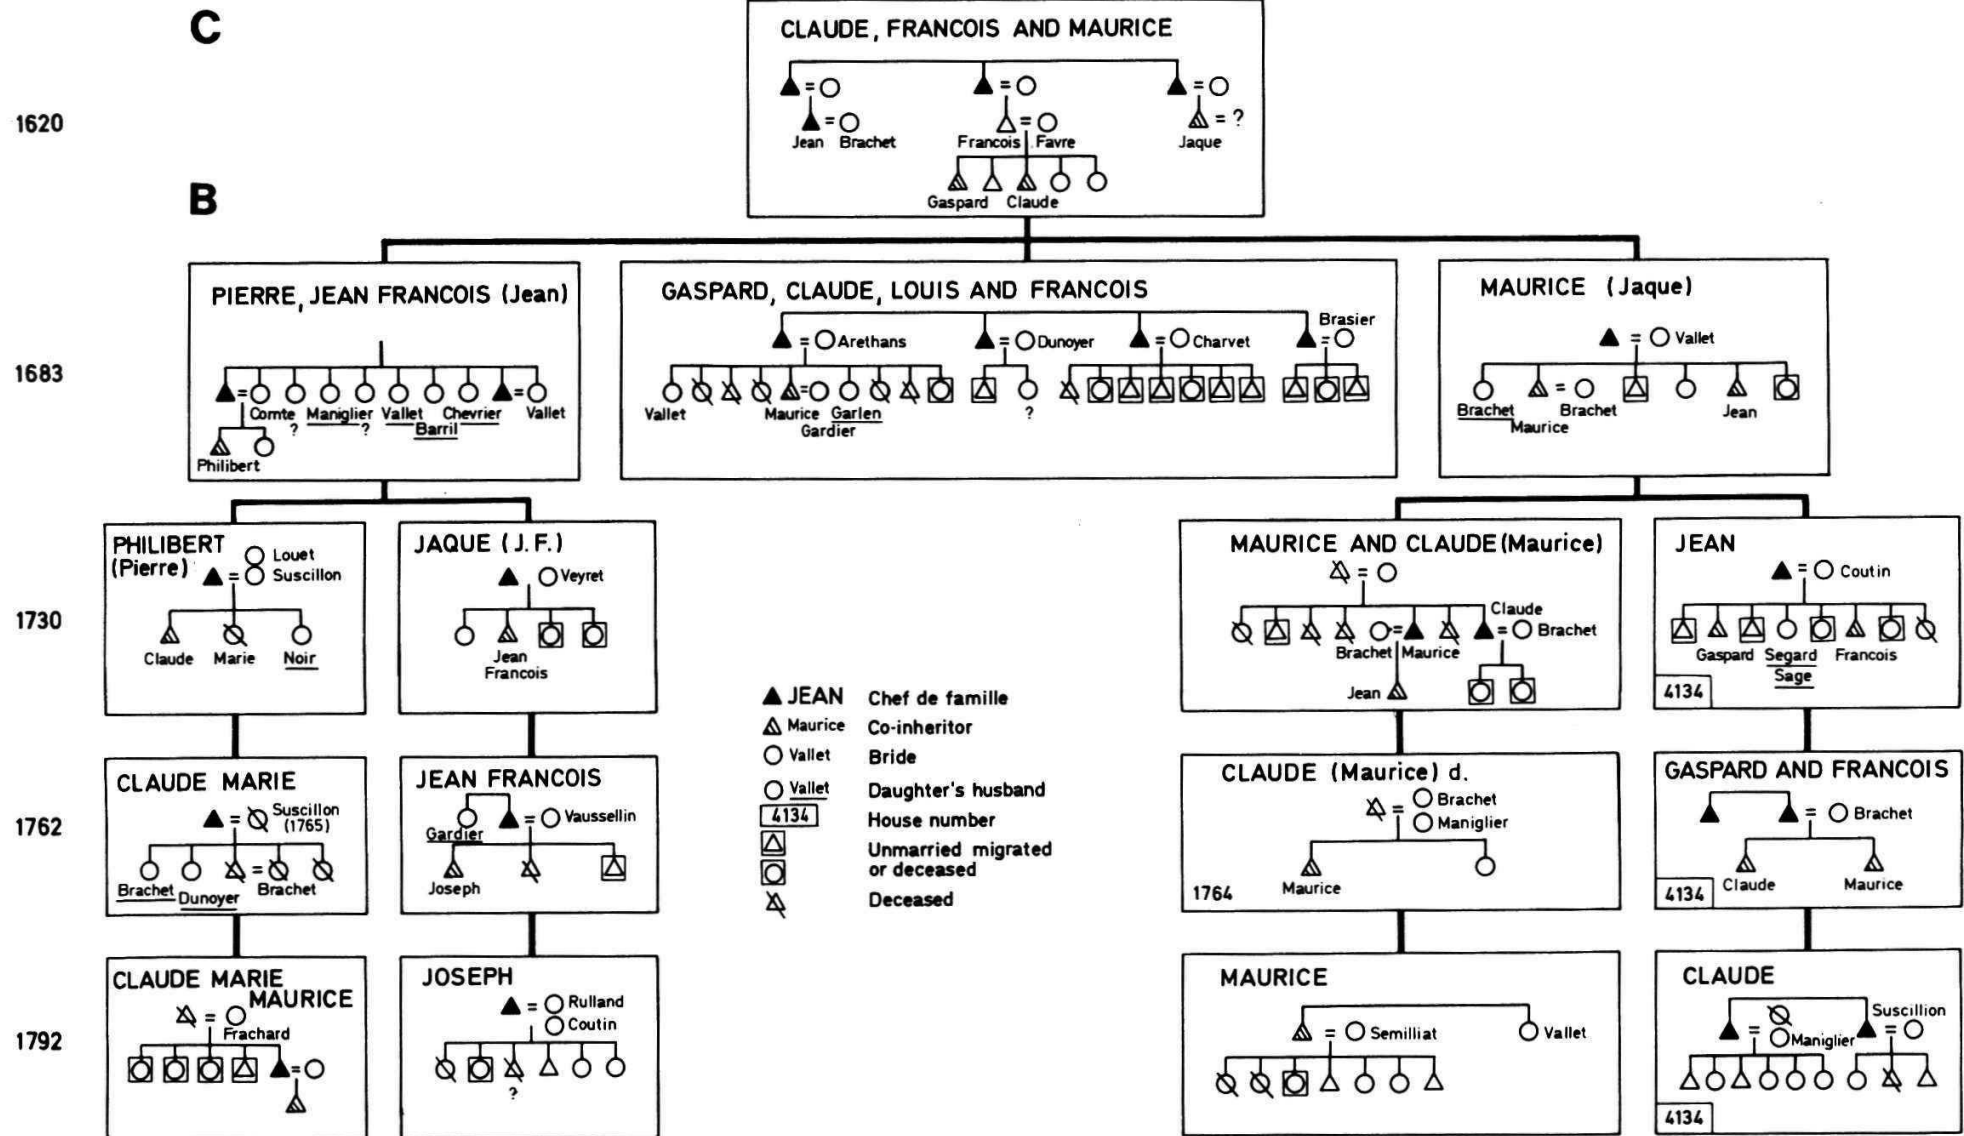 C
CLAUDE, FRANCOIS AND MAURICE
= = =
1620
= = = ?
Jean Brachet Francois Favre Jaque
Gaspard Claude
B
PIERRE, JEAN FRANCOIS (Jean)
1683
= =
Comte Maniglier Vallet Chevrier Vallet
? ? Barril
Philibert
GASPARD, CLAUDE, LOUIS AND FRANCOIS
Brasier
= Arethans = Dunoyer = Charvet =
=
Vallet Maurice Garlen ?
Gardier
MAURICE (Jaque)
= Vallet
=
Brachet Brachet Jean
Maurice
1730
PHILIBERT
(Pierre)
Louet
= Suscillon
Claude Marie Noir
JAQUE (J.F.)
Veyret
Jean
Francois
MAURICE AND CLAUDE (Maurice)
=
Claude
= = Brachet
Brachet Maurice
Jean
JEAN
= Coutin
Gaspard Segard Francois
Sage
4134
JEAN Chef de famille
Maurice Co-inheritor
Vallet Bride
Vallet Daughter's husband
4134 House number
Unmarried migrated
or deceased
Deceased
1762
CLAUDE MARIE
= Suscillon
(1765)
=
Brachet Brachet
Dunoyer
JEAN FRANCOIS
= Vaussellin
Gardier
Joseph
CLAUDE (Maurice) d.
Brachet
=
Maniglier
Maurice
1764
GASPARD AND FRANCOIS
= Brachet
Claude Maurice
4134
1792
CLAUDE MARIE
MAURICE
=
Frachard
=
JOSEPH
= Rulland
Coutin
?
MAURICE
= Semilliat Vallet
CLAUDE
Suscillion
= =
Maniglier
4134